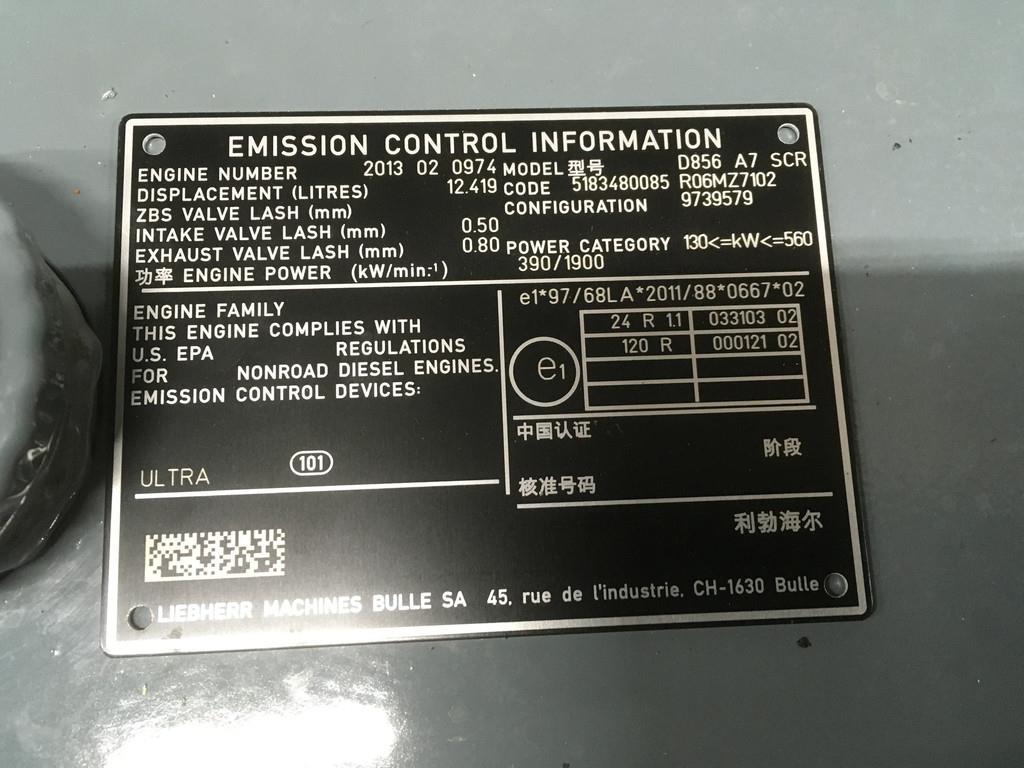 EMISSION CONTROL INFORMATION
ENGINE NUMBER 2013 02 0974 MODEL 型号 D856 A7 SCR
DISPLACEMENT (LITRES) 12.419 CODE 5183480085 R06MZ7102
ZBS VALVE LASH (mm) CONFIGURATION 9739579
INTAKE VALVE LASH (mm) 0.50
EXHAUST VALVE LASH (mm) 0.80 POWER CATEGORY 130<=kW<=560
功率 ENGINE POWER (kW/min.-¹) 390/1900
ENGINE FAMILY
THIS ENGINE COMPLIES WITH
U.S. EPA REGULATIONS
FOR NONROAD DIESEL ENGINES.
EMISSION CONTROL DEVICES:
ULTRA 101
e1*97/68LA*2011/88*0667*02
24 R 1.1 033103 02
120 R 000121 02
e1
中国认证
阶段
核准号码
利勃海尔
LIEBHERR MACHINES BULLE SA 45, rue de l'industrie, CH-1630 Bulle